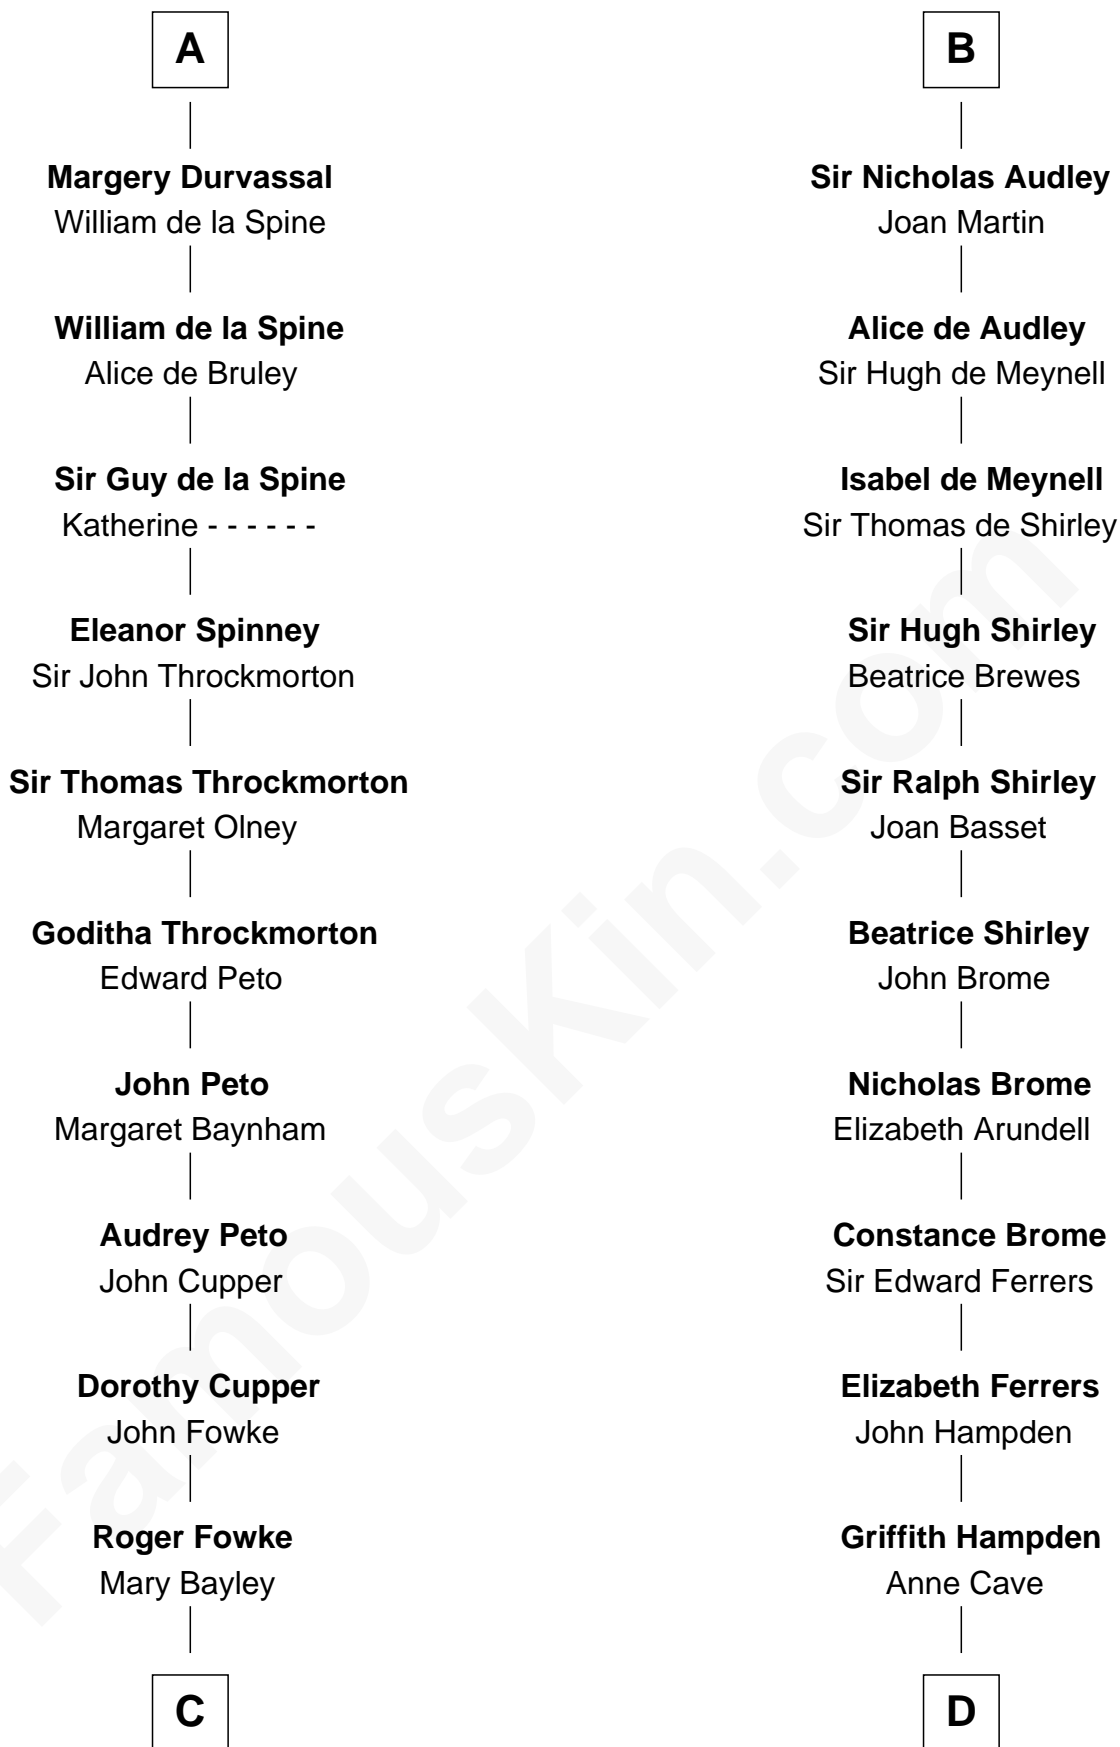 A
Margery Durvassal
William de la Spine
William de la Spine
Alice de Bruley
Sir Guy de la Spine
Katherine - - - - - -
Eleanor Spinney
Sir John Throckmorton
Sir Thomas Throckmorton
Margaret Olney
Goditha Throckmorton
Edward Peto
John Peto
Margaret Baynham
Audrey Peto
John Cupper
Dorothy Cupper
John Fowke
Roger Fowke
Mary Bayley
C
B
Sir Nicholas Audley
Joan Martin
Alice de Audley
Sir Hugh de Meynell
Isabel de Meynell
Sir Thomas de Shirley
Sir Hugh Shirley
Beatrice Brewes
Sir Ralph Shirley
Joan Basset
Beatrice Shirley
John Brome
Nicholas Brome
Elizabeth Arundell
Constance Brome
Sir Edward Ferrers
Elizabeth Ferrers
John Hampden
Griffith Hampden
Anne Cave
D
FamousKin.com